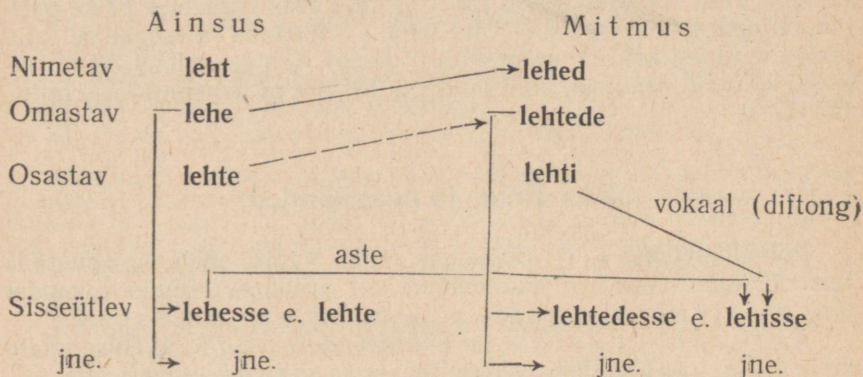 Ainsus Mitmus
Nimetav leht lehed
Omastav lehe lehtede
Osastav lehte lehti
vokaal (diftong)
aste
Sisseütlev lehesse e. lehte lehtedesse e. lehisse
jne. jne. jne. jne.